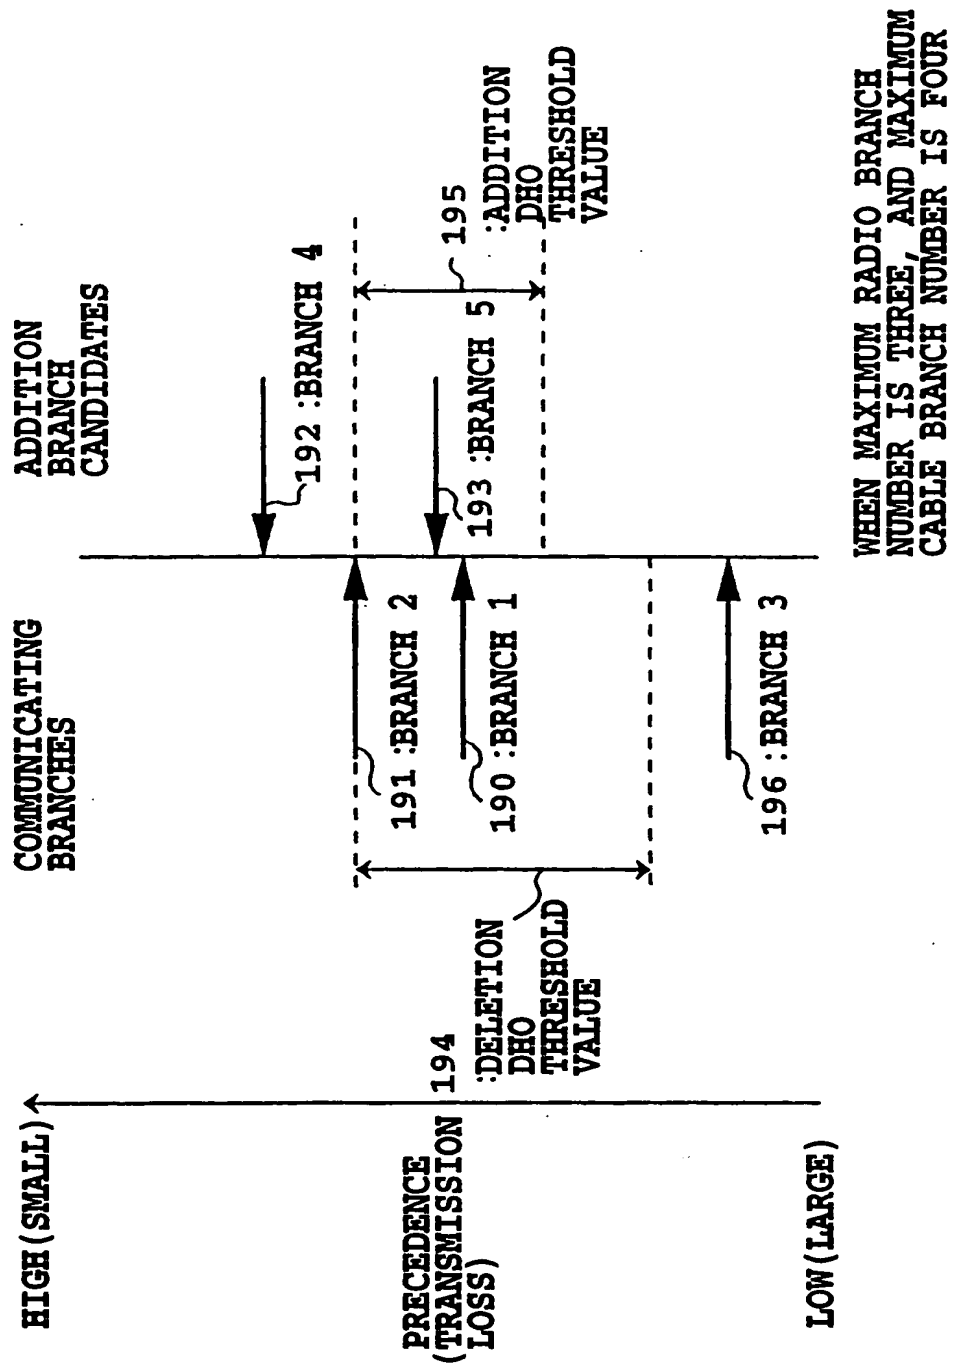 HIGH(SMALL)
PRECEDENCE
(TRANSMISSION
LOSS)
LOW(LARGE)
COMMUNICATING
BRANCHES
194
:DELETION
DHO
THRESHOLD
VALUE
191 :BRANCH 2
190 :BRANCH 1
196 :BRANCH 3
ADDITION
BRANCH
CANDIDATES
192 :BRANCH 4
193 :BRANCH 5
195
:ADDITION
DHO
THRESHOLD
VALUE
WHEN MAXIMUM RADIO BRANCH
NUMBER IS THREE, AND MAXIMUM
CABLE BRANCH NUMBER IS FOUR